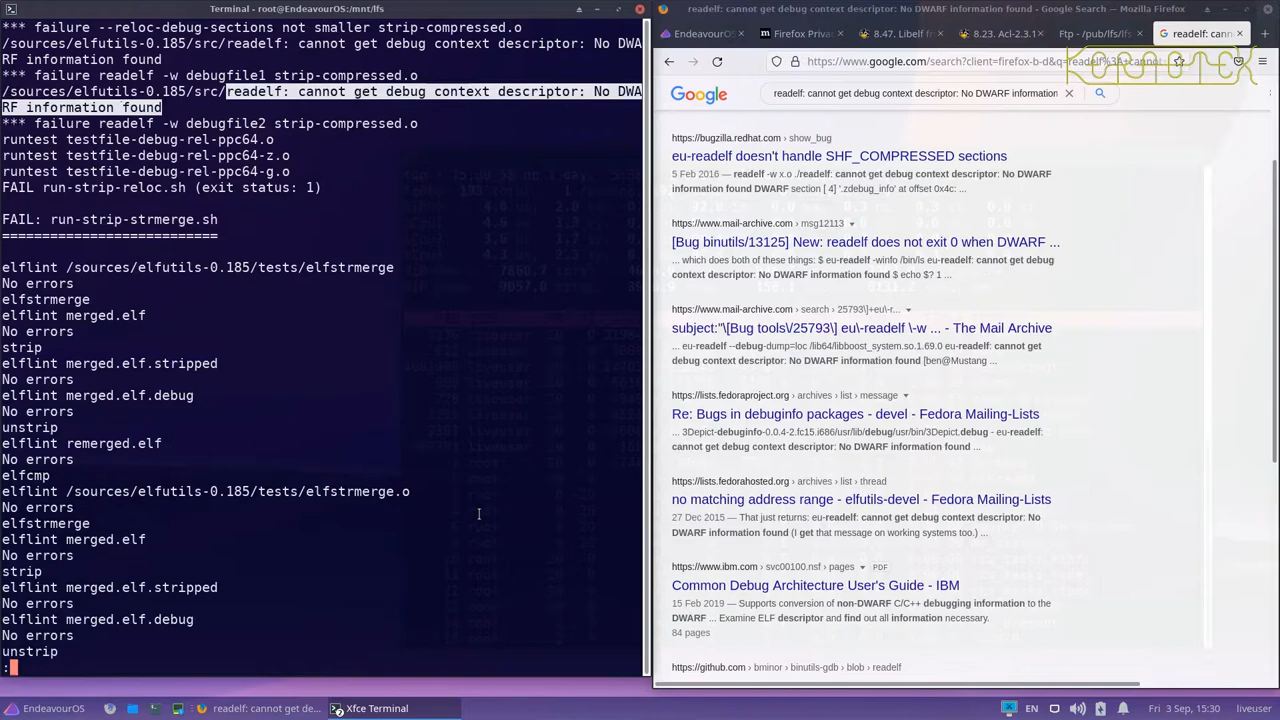 Terminal - root@EndeavourOS:/mnt/lfs
*** failure --reloc-debug-sections not smaller strip-compressed.o
/sources/elfutils-0.185/src/readelf: cannot get debug context descriptor: No DWA
RF information found
*** failure readelf -w debugfile1 strip-compressed.o
/sources/elfutils-0.185/src/readelf: cannot get debug context descriptor: No DWA
RF information found
*** failure readelf -w debugfile2 strip-compressed.o
runtest testfile-debug-rel-ppc64.o
runtest testfile-debug-rel-ppc64-z.o
runtest testfile-debug-rel-ppc64-g.o
FAIL run-strip-reloc.sh (exit status: 1)
FAIL: run-strip-strmerge.sh
===========================
elflint /sources/elfutils-0.185/tests/elfstrmerge
No errors
elfstrmerge
elflint merged.elf
No errors
strip
elflint merged.elf.stripped
No errors
elflint merged.elf.debug
No errors
unstrip
elflint remerged.elf
No errors
elfcmp
elflint /sources/elfutils-0.185/tests/elfstrmerge.o
No errors
elfstrmerge
elflint merged.elf
No errors
strip
elflint merged.elf.stripped
No errors
elflint merged.elf.debug
No errors
unstrip
:
readelf: cannot get debug context descriptor: No DWARF information found - Google Search — Mozilla Firefox
EndeavourOS
Firefox Privac
8.47. Libelf fr
8.23. Acl-2.3.1
Ftp - /pub/lfs/lfs
readelf: cannot
https://www.google.com/search?client=firefox-b-d&q=readelf%3A+cannot
KONNOTEX
Google
readelf: cannot get debug context descriptor: No DWARF information
https://bugzilla.redhat.com › show_bug
eu-readelf doesn't handle SHF_COMPRESSED sections
5 Feb 2016 — readelf -w x.o ./readelf: cannot get debug context descriptor: No DWARF
information found DWARF section [ 4] '.zdebug_info' at offset 0x4c: ...
https://www.mail-archive.com › msg12113
[Bug binutils/13125] New: readelf does not exit 0 when DWARF ...
... which does both of these things: $ eu-readelf -winfo /bin/ls eu-readelf: cannot get debug
context descriptor: No DWARF information found $ echo $? 1 ...
https://www.mail-archive.com › search › 25793\]+eu\-r...
subject:"\[Bug tools\/25793\] eu\-readelf \-w ... - The Mail Archive
... eu-readelf --debug-dump=loc /lib64/libboost_system.so.1.69.0 eu-readelf: cannot get
debug context descriptor: No DWARF information found [ben@Mustang ...
https://lists.fedoraproject.org › archives › list › message
Re: Bugs in debuginfo packages - devel - Fedora Mailing-Lists
... 3Depict-debuginfo-0.0.4-2.fc15.i686/usr/lib/debug/usr/bin/3Depict.debug - eu-readelf:
cannot get debug context descriptor: No DWARF information found ...
https://lists.fedorahosted.org › archives › list › thread
no matching address range - elfutils-devel - Fedora Mailing-Lists
27 Dec 2015 — That just returns: eu-readelf: cannot get debug context descriptor: No
DWARF information found (I get that message on working systems too.) ...
https://www.ibm.com › svc00100.nsf › pages PDF
Common Debug Architecture User's Guide - IBM
15 Feb 2019 — Supports conversion of non-DWARF C/C++ debugging information to the
DWARF ... Examine ELF descriptor and find out all information necessary.
84 pages
https://github.com › bminor › binutils-gdb › blob › readelf
EndeavourOS
readelf: cannot get de...
Xfce Terminal
Fri 3 Sep, 15:30
liveuser